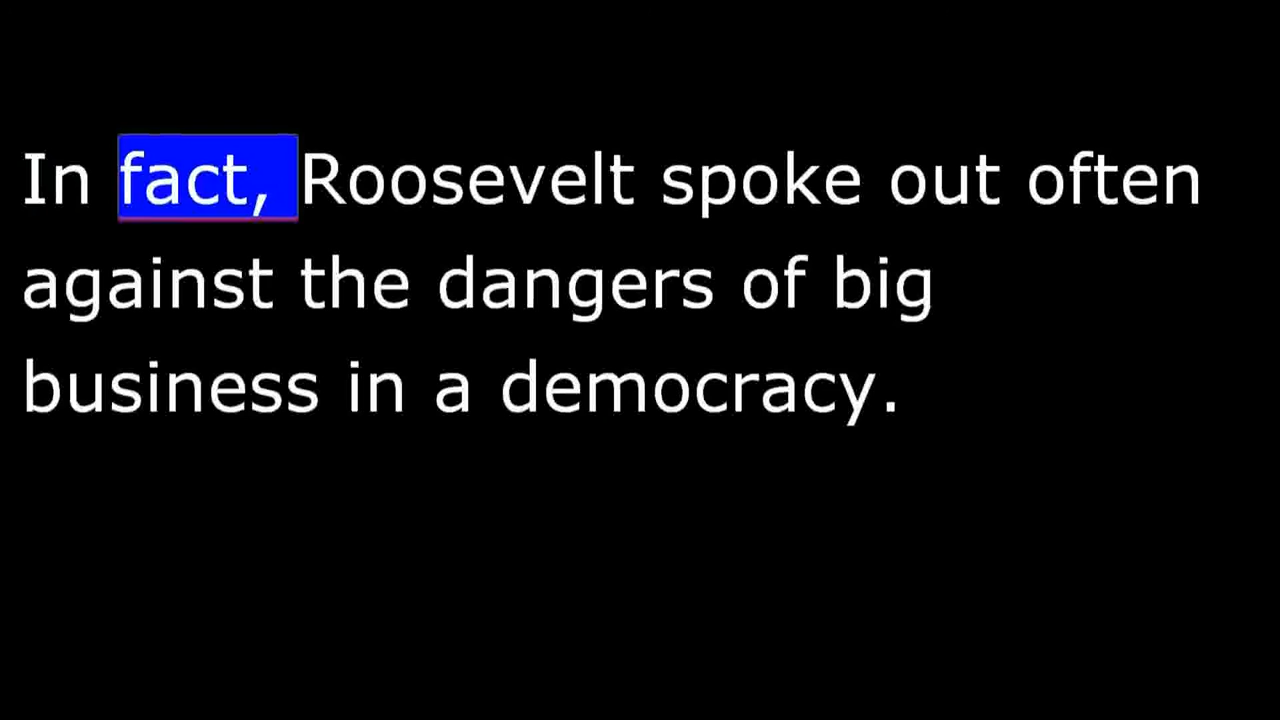 In fact, Roosevelt spoke out often
against the dangers of big
business in a democracy.